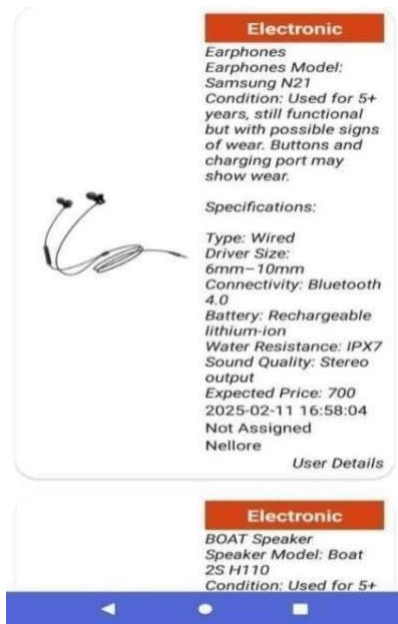 Electronic
Earphones
Earphones Model:
Samsung N21
Condition: Used for 5+
years, still functional
but with possible signs
of wear. Buttons and
charging port may
show wear.
Specifications:
Type: Wired
Driver Size:
6mm–10mm
Connectivity: Bluetooth
4.0
Battery: Rechargeable
lithium-ion
Water Resistance: IPX7
Sound Quality: Stereo
output
Expected Price: 700
2025-02-11 16:58:04
Not Assigned
Nellore
User Details
Electronic
BOAT Speaker
Speaker Model: Boat
2S H110
Condition: Used for 5+